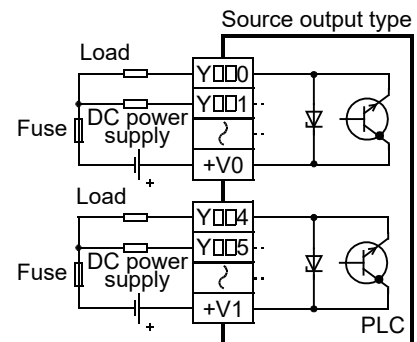 Source output type
Load
Y□□0
Y□□1
Fuse
DC power
supply
+V0
+
Load
Y□□4
Y□□5
Fuse
DC power
supply
+V1
+
PLC